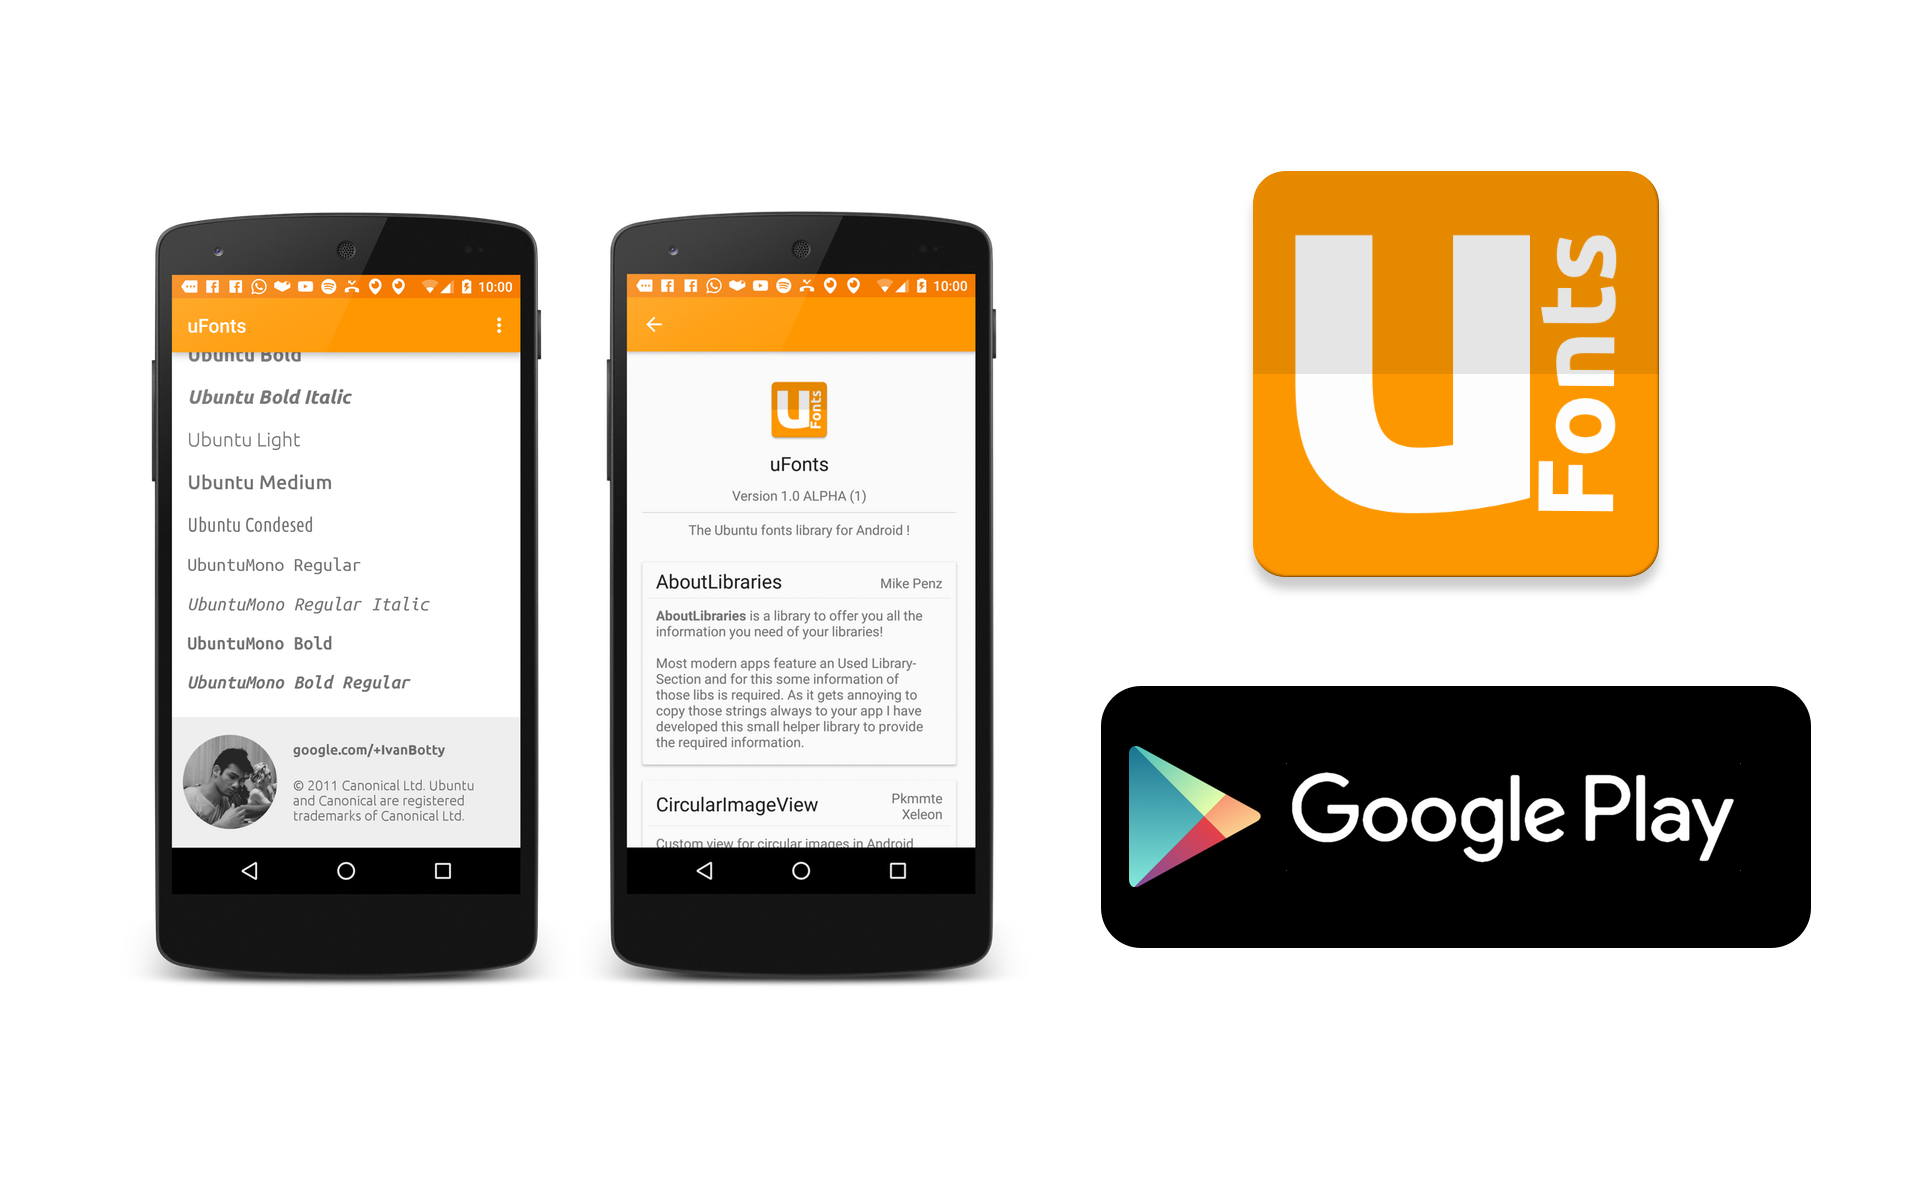 10:00
uFonts
Ubuntu Bold
Ubuntu Bold Italic
Ubuntu Light
Ubuntu Medium
Ubuntu Condesed
UbuntuMono Regular
UbuntuMono Regular Italic
UbuntuMono Bold
UbuntuMono Bold Regular
google.com/+IvanBotty
© 2011 Canonical Ltd. Ubuntu
and Canonical are registered
trademarks of Canonical Ltd.
10:00
U Fonts
uFonts
Version 1.0 ALPHA (1)
The Ubuntu fonts library for Android !
AboutLibraries Mike Penz
AboutLibraries is a library to offer you all the
information you need of your libraries!
Most modern apps feature an Used Library-
Section and for this some information of
those libs is required. As it gets annoying to
copy those strings always to your app I have
developed this small helper library to provide
the required information.
CircularImageView Pkmmte
Xeleon
Custom view for circular images in Android
U Fonts
Google Play